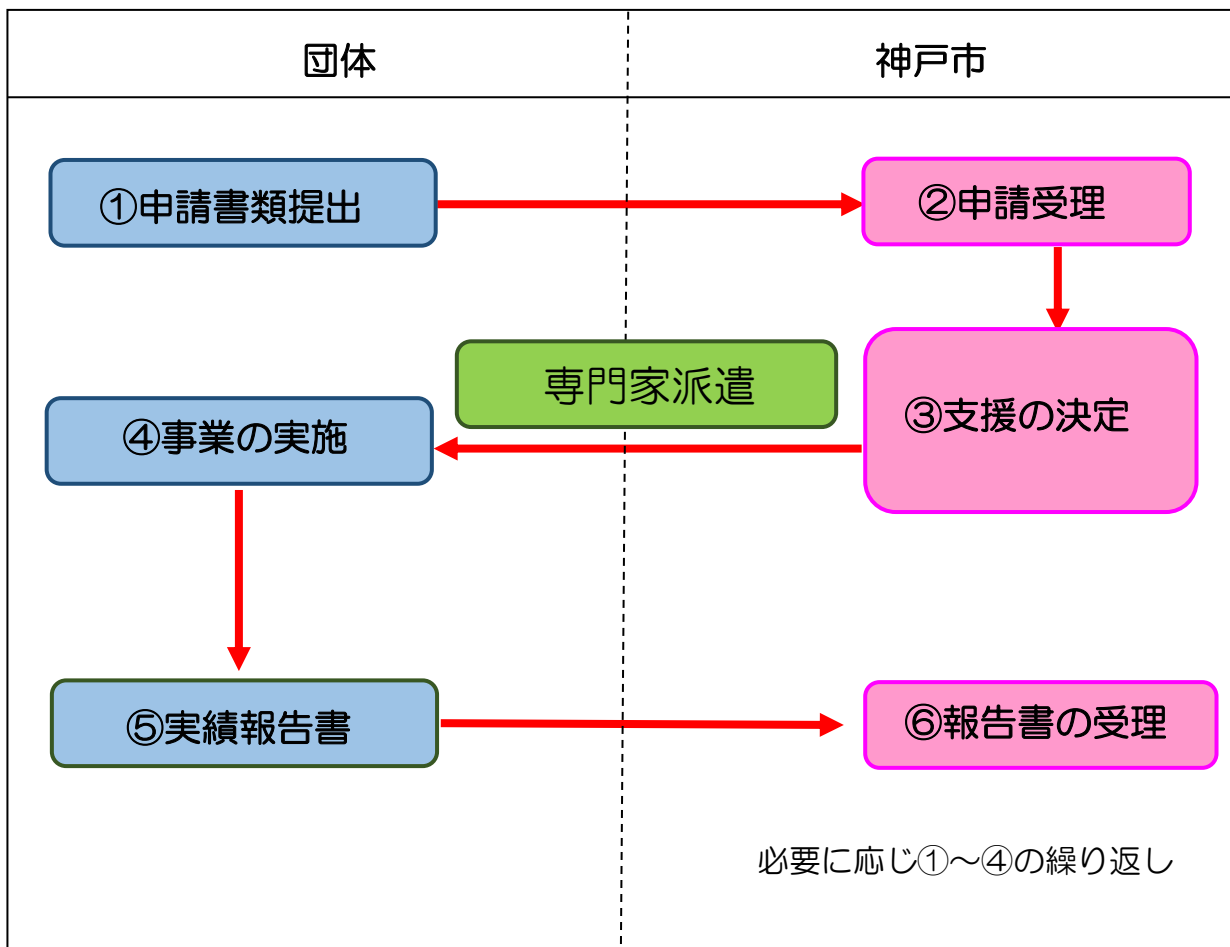 団体
神戸市
①申請書類提出
②申請受理
専門家派遣
③支援の決定
④事業の実施
⑤実績報告書
⑥報告書の受理
必要に応じ①～④の繰り返し